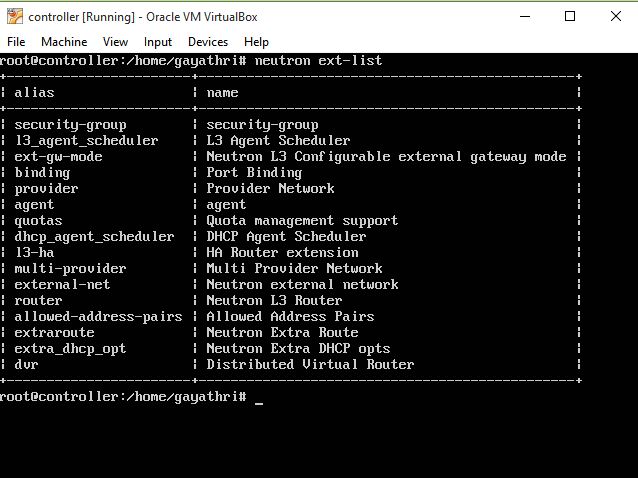 controller [Running] - Oracle VM VirtualBox
File Machine View Input Devices Help
root@controller:/home/gayathri# neutron ext-list
+-----------------------+-----------------------------------------------+
| alias | name |
+-----------------------+-----------------------------------------------+
| security-group | security-group |
| l3_agent_scheduler | L3 Agent Scheduler |
| ext-gw-mode | Neutron L3 Configurable external gateway mode |
| binding | Port Binding |
| provider | Provider Network |
| agent | agent |
| quotas | Quota management support |
| dhcp_agent_scheduler | DHCP Agent Scheduler |
| l3-ha | HA Router extension |
| multi-provider | Multi Provider Network |
| external-net | Neutron external network |
| router | Neutron L3 Router |
| allowed-address-pairs | Allowed Address Pairs |
| extraroute | Neutron Extra Route |
| extra_dhcp_opt | Neutron Extra DHCP opts |
| dvr | Distributed Virtual Router |
+-----------------------+-----------------------------------------------+
root@controller:/home/gayathri# _